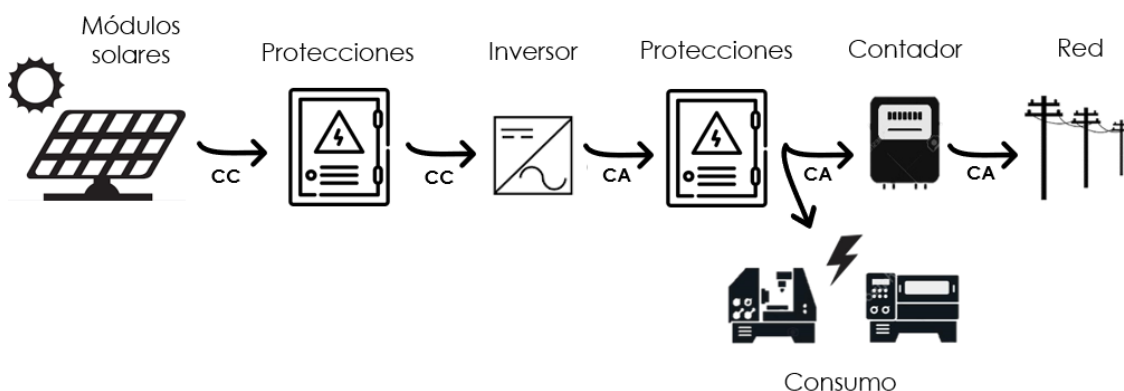 Módulos
solares
Protecciones
Inversor
Protecciones
Contador
Red
CC
CC
CA
CA
CA
Consumo